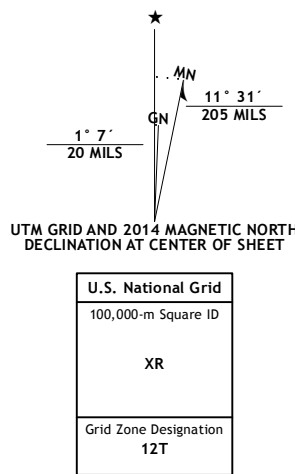 MN
11° 31´
205 MILS
GN
1° 7´
20 MILS
UTM GRID AND 2014 MAGNETIC NORTH
DECLINATION AT CENTER OF SHEET
U.S. National Grid
100,000-m Square ID
XR
Grid Zone Designation
12T